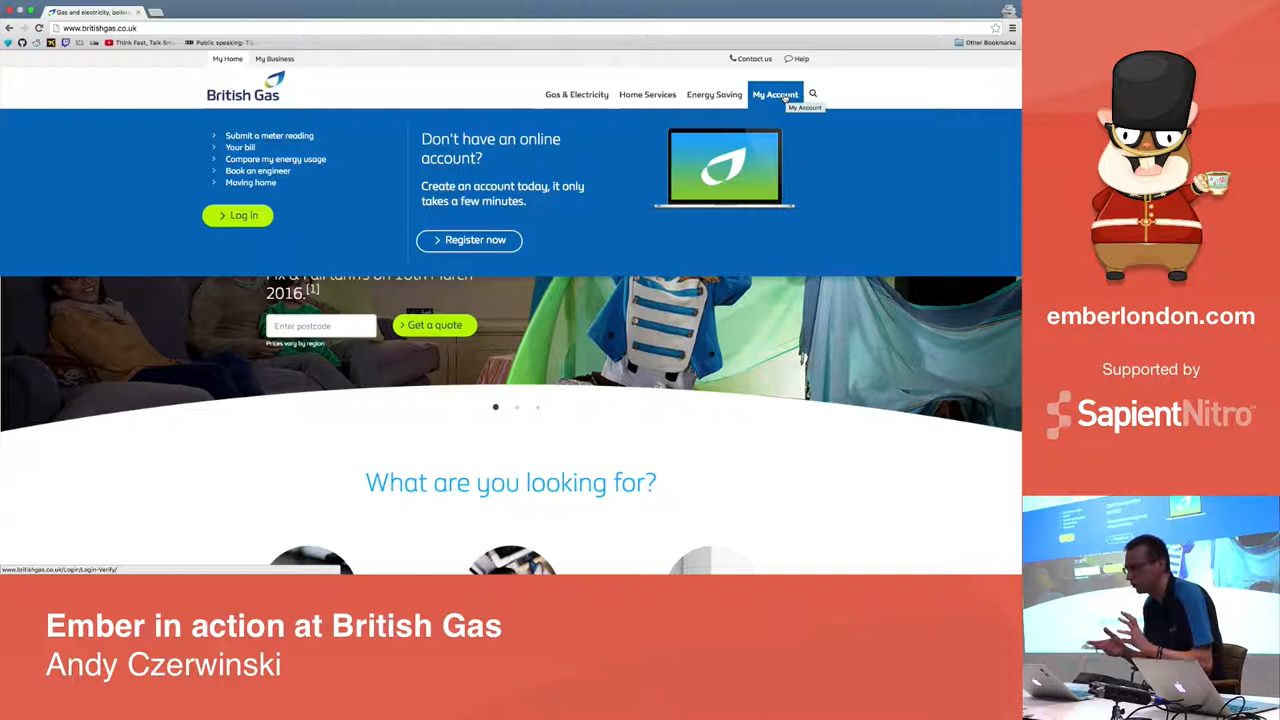 Gas and electricity, boilers
www.britishgas.co.uk
Think Fast, Talk Sm
Public speaking:
Other Bookmarks
My Home
My Business
Contact us
Help
British Gas
Gas & Electricity
Home Services
Energy Saving
My Account
My Account
Submit a meter reading
Your bill
Compare my energy usage
Book an engineer
Moving home
Log in
Don't have an online
account?
Create an account today, it only
takes a few minutes.
Register now
2016.[1]
Enter postcode
Get a quote
Prices vary by region
What are you looking for?
www.britishgas.co.uk/Login/Login-Verify/
emberlondon.com
Supported by
SapientNitro
Ember in action at British Gas
Andy Czerwinski